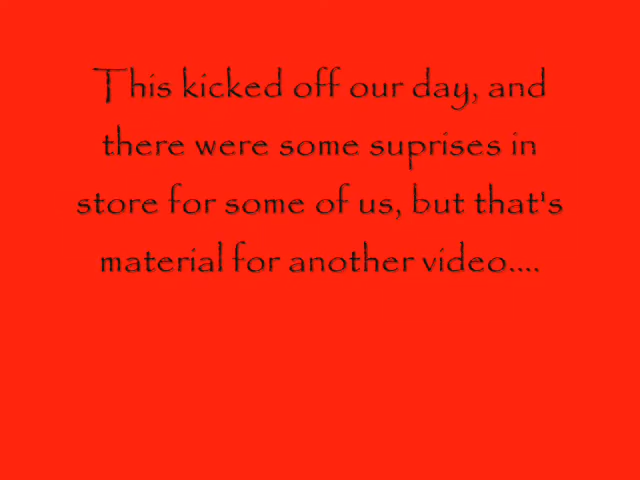 This kicked off our day, and
there were some suprises in
store for some of us, but that's
material for another video....